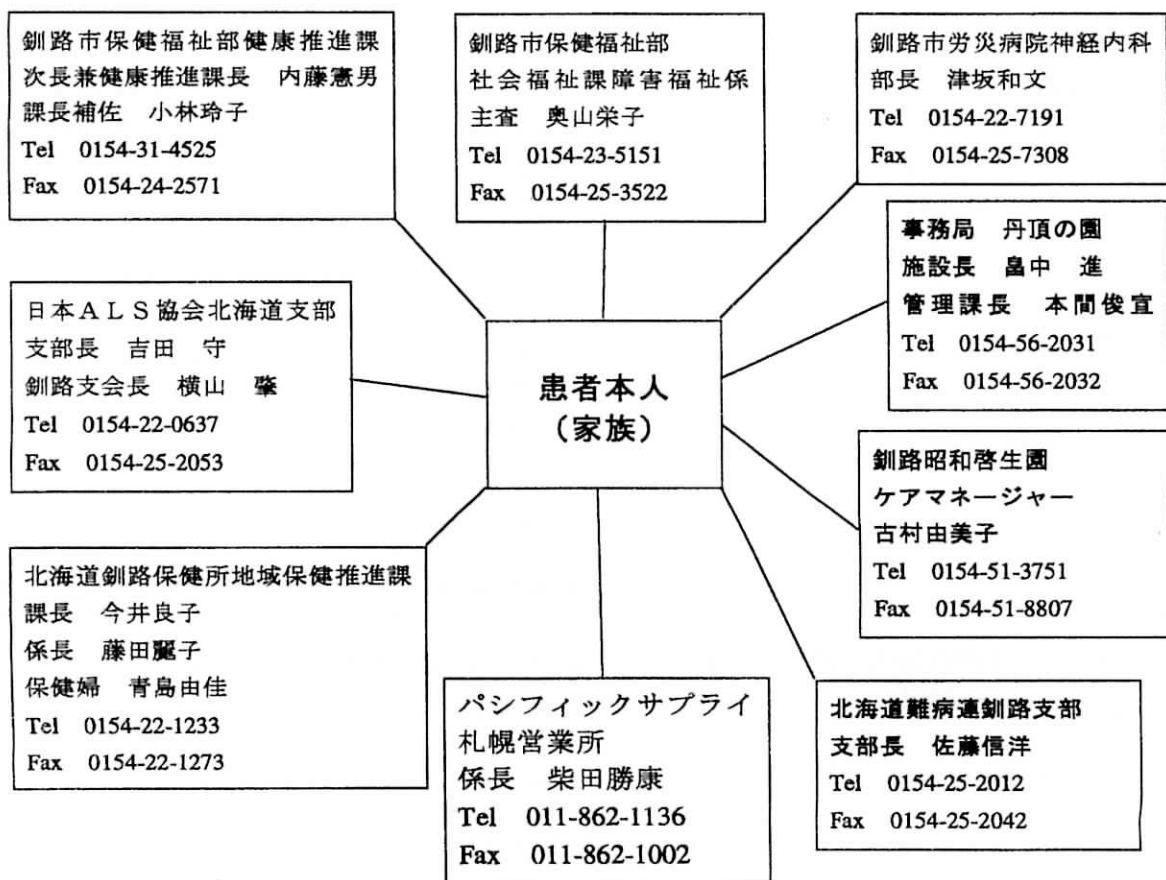 釧路市保健福祉部健康推進課
次長兼健康推進課長　内藤憲男
課長補佐　小林玲子
Tel　0154-31-4525
Fax　0154-24-2571
釧路市保健福祉部
社会福祉課障害福祉係
主査　奥山栄子
Tel　0154-23-5151
Fax　0154-25-3522
釧路市労災病院神経内科
部長　津坂和文
Tel　0154-22-7191
Fax　0154-25-7308
事務局　丹頂の園
施設長　畠中　進
管理課長　本間俊宣
Tel　0154-56-2031
Fax　0154-56-2032
日本ＡＬＳ協会北海道支部
支部長　吉田　守
釧路支会長　横山　肇
Tel　0154-22-0637
Fax　0154-25-2053
患者本人
（家族）
釧路昭和啓生園
ケアマネージャー
古村由美子
Tel　0154-51-3751
Fax　0154-51-8807
北海道釧路保健所地域保健推進課
課長　今井良子
係長　藤田麗子
保健婦　青島由佳
Tel　0154-22-1233
Fax　0154-22-1273
パシフィックサプライ
札幌営業所
係長　柴田勝康
Tel　011-862-1136
Fax　011-862-1002
北海道難病連釧路支部
支部長　佐藤信洋
Tel　0154-25-2012
Fax　0154-25-2042